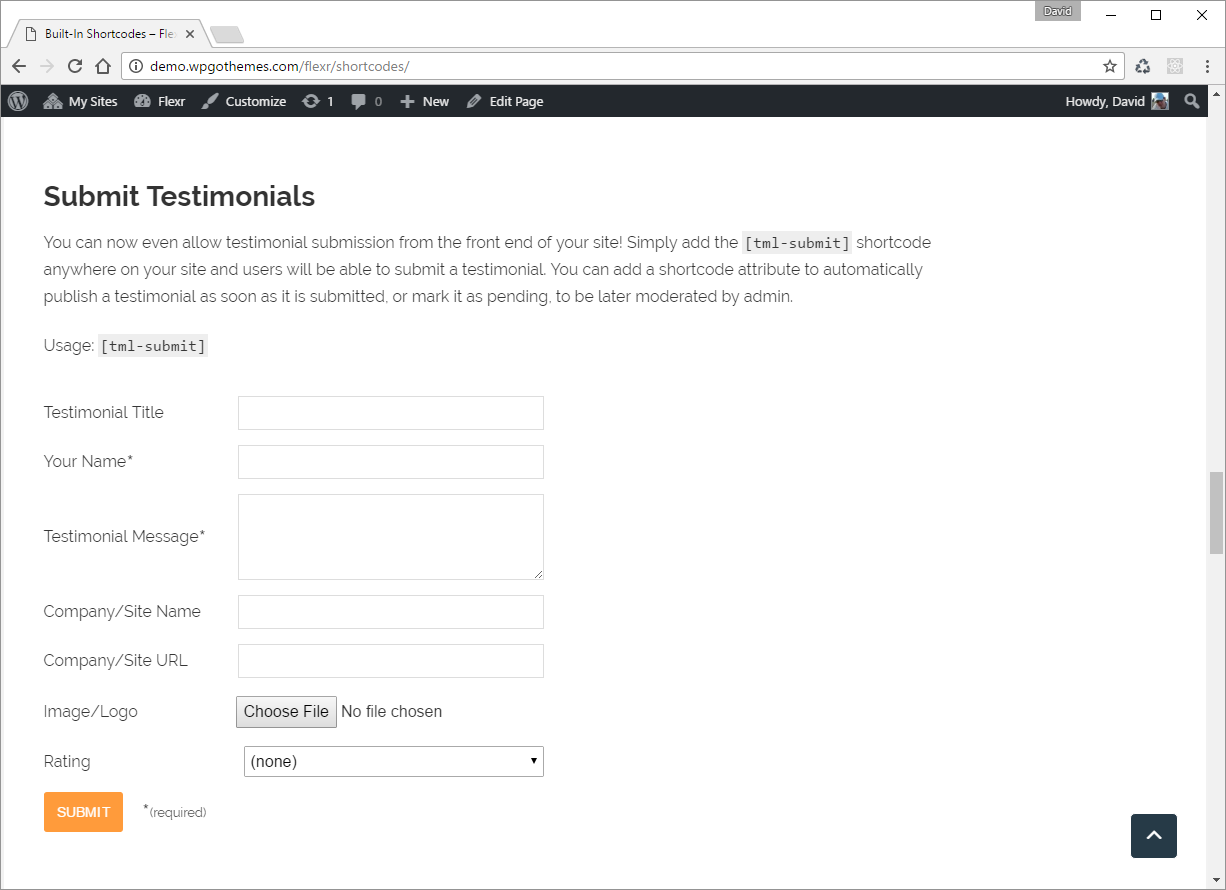 David
Built-In Shortcodes – Fle
demo.wpgothemes.com/flexr/shortcodes/
My Sites Flexr Customize 1 0 New Edit Page Howdy, David
Submit Testimonials
You can now even allow testimonial submission from the front end of your site! Simply add the [tml-submit] shortcode
anywhere on your site and users will be able to submit a testimonial. You can add a shortcode attribute to automatically
publish a testimonial as soon as it is submitted, or mark it as pending, to be later moderated by admin.
Usage: [tml-submit]
Testimonial Title
Your Name*
Testimonial Message*
Company/Site Name
Company/Site URL
Image/Logo Choose File No file chosen
Rating (none)
SUBMIT *(required)